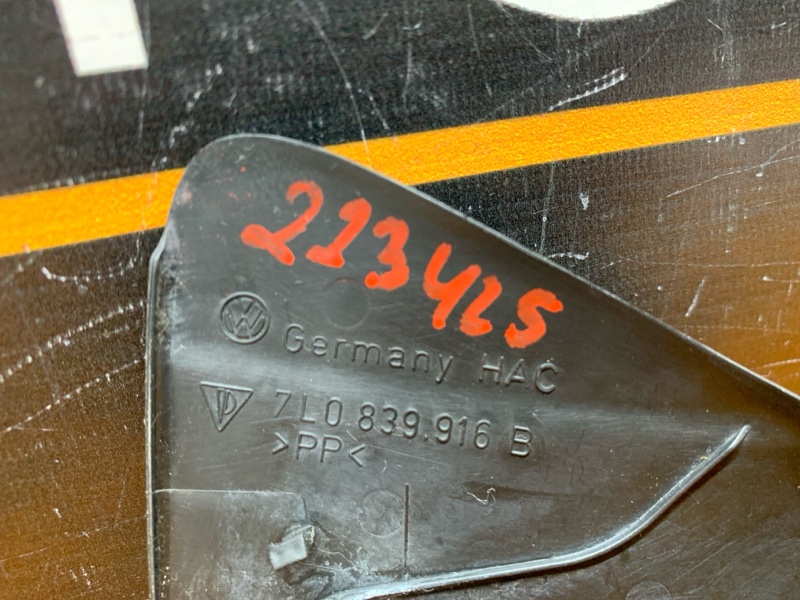 213425
Germany HAC
7L0 839.916 B
>PP<